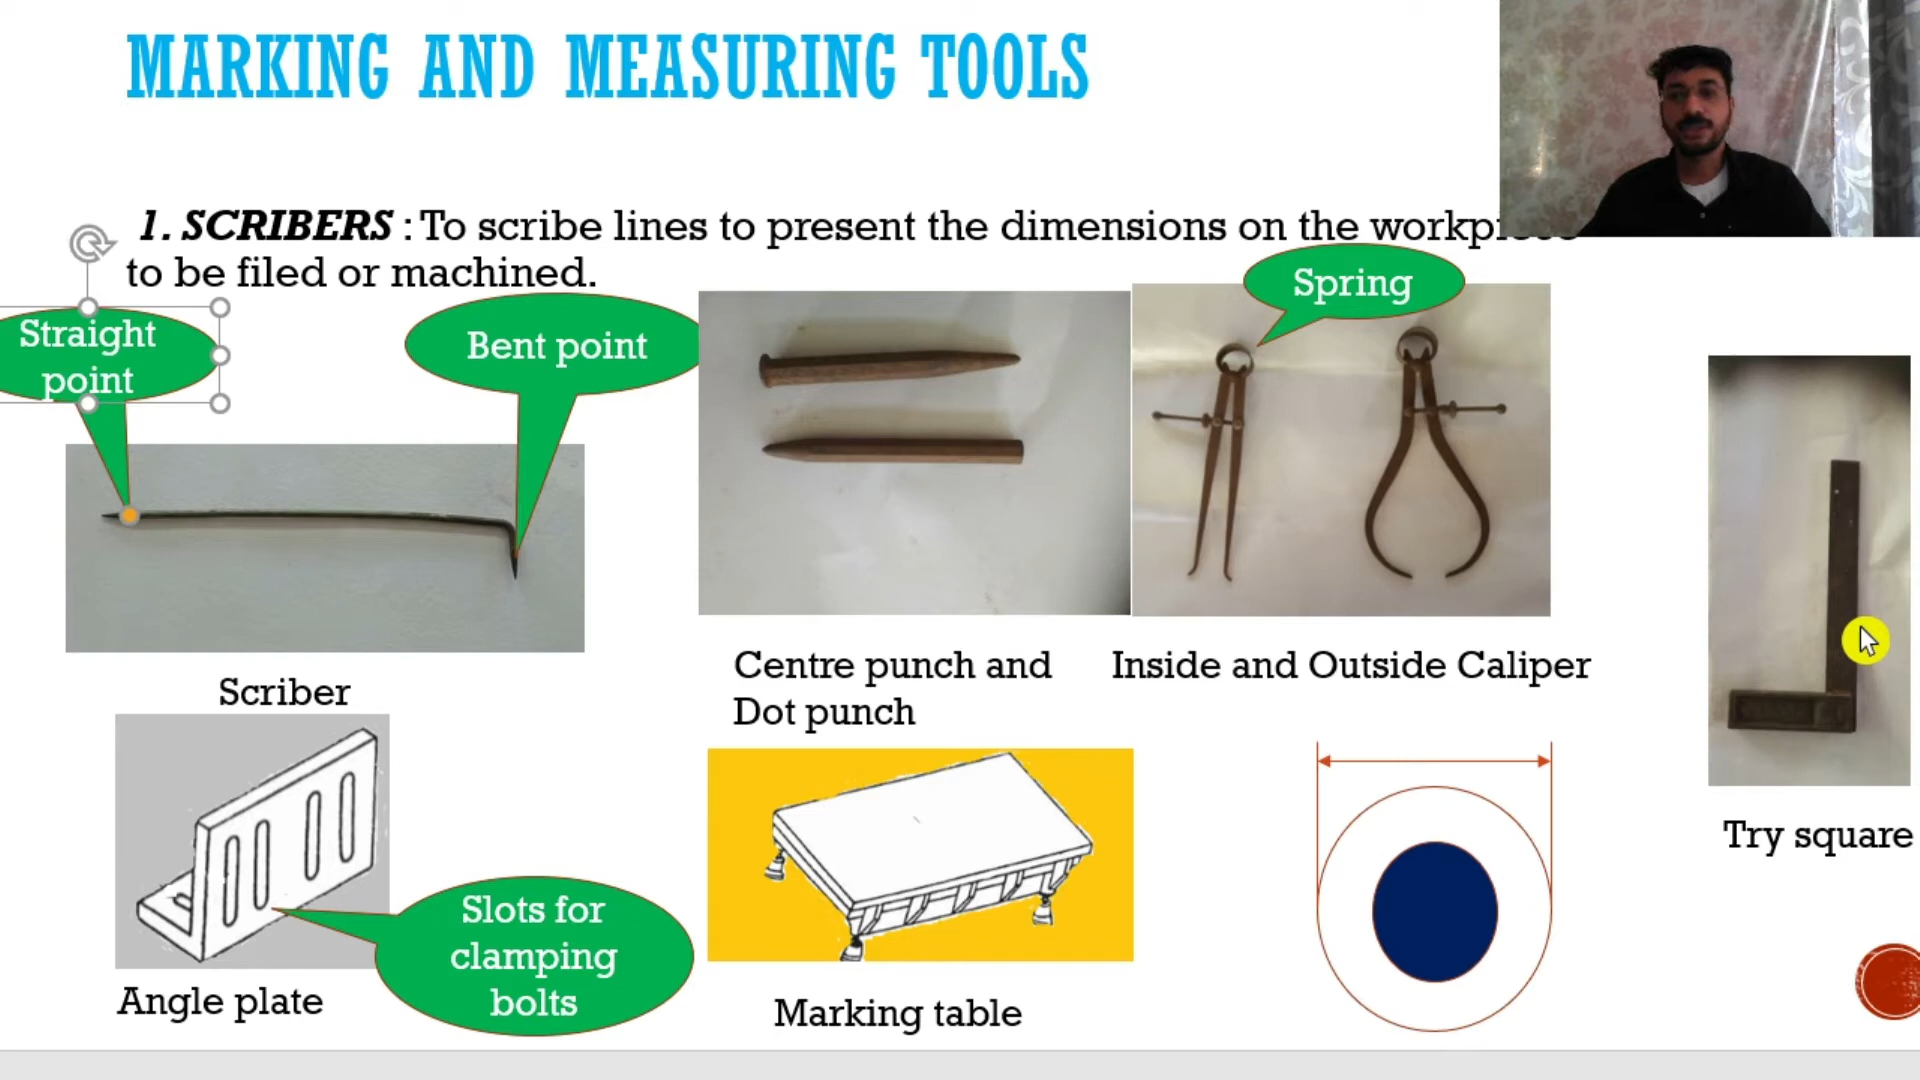 MARKING AND MEASURING TOOLS
1. SCRIBERS : To scribe lines to present the dimensions on the
to be filed or machined.
Straight
point
Bent point
Spring
Scriber
Centre punch and
Dot punch
Inside and Outside Caliper
Try square
Angle plate
Slots for
clamping
bolts
Marking table